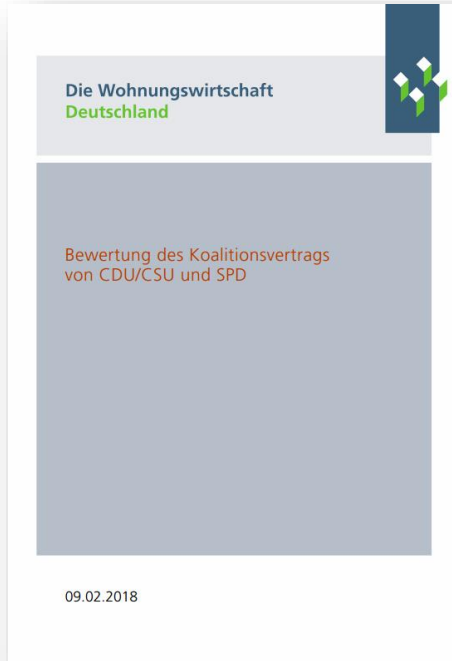 Die Wohnungswirtschaft
Deutschland
Bewertung des Koalitionsvertrags
von CDU/CSU und SPD
09.02.2018